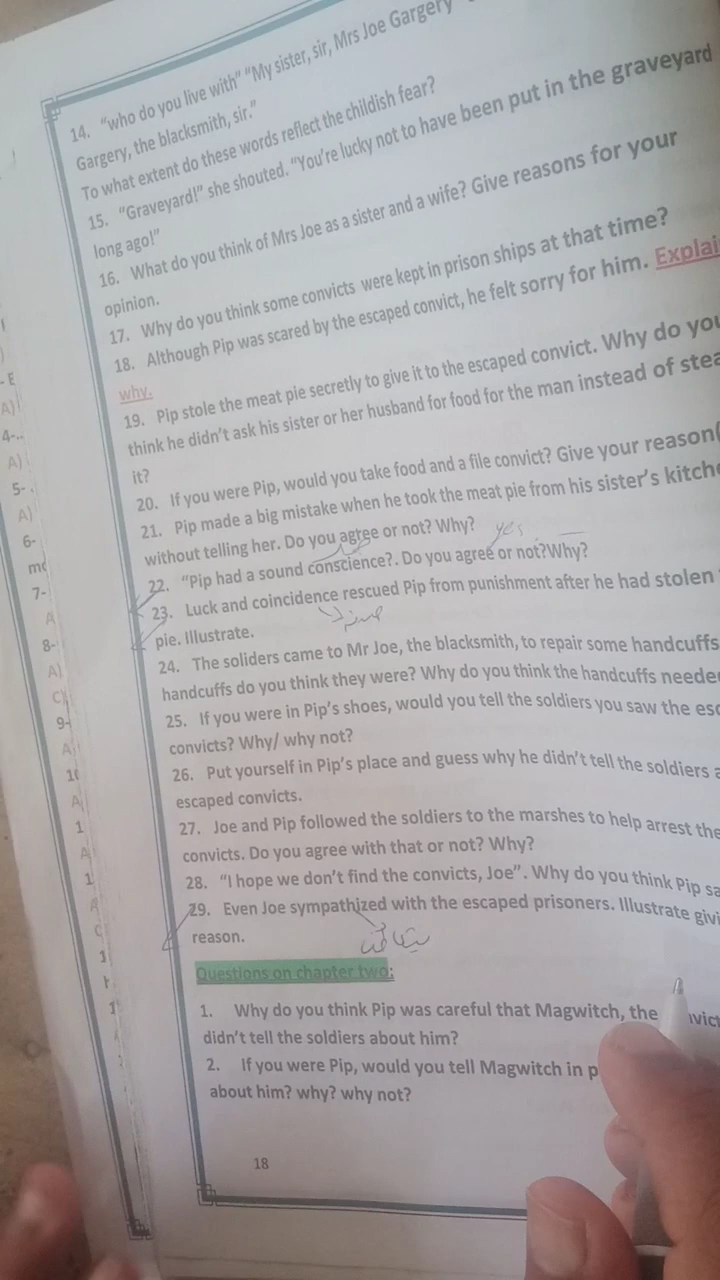 14. "who do you live with" "My sister, sir, Mrs Joe Gargery
Gargery, the blacksmith, sir."
To what extent do these words reflect the childish fear?
15. "Graveyard!" she shouted. "You're lucky not to have been put in the graveyard
long ago!"
16. What do you think of Mrs Joe as a sister and a wife? Give reasons for your
opinion.
17. Why do you think some convicts were kept in prison ships at that time?
18. Although Pip was scared by the escaped convict, he felt sorry for him. Explai
why.
19. Pip stole the meat pie secretly to give it to the escaped convict. Why do you
think he didn't ask his sister or her husband for food for the man instead of stea
it?
20. If you were Pip, would you take food and a file convict? Give your reason(
21. Pip made a big mistake when he took the meat pie from his sister's kitche
without telling her. Do you agree or not? Why? yes
22. "Pip had a sound conscience?. Do you agree or not?Why?
23. Luck and coincidence rescued Pip from punishment after he had stolen
pie. Illustrate.
24. The soliders came to Mr Joe, the blacksmith, to repair some handcuffs
handcuffs do you think they were? Why do you think the handcuffs neede
25. If you were in Pip's shoes, would you tell the soldiers you saw the esc
convicts? Why/ why not?
26. Put yourself in Pip's place and guess why he didn't tell the soldiers a
escaped convicts.
27. Joe and Pip followed the soldiers to the marshes to help arrest the
convicts. Do you agree with that or not? Why?
28. "I hope we don't find the convicts, Joe". Why do you think Pip sa
29. Even Joe sympathized with the escaped prisoners. Illustrate givi
reason.
Questions on chapter two:
1. Why do you think Pip was careful that Magwitch, the nvict
didn't tell the soldiers about him?
2. If you were Pip, would you tell Magwitch in p
about him? why? why not?
18